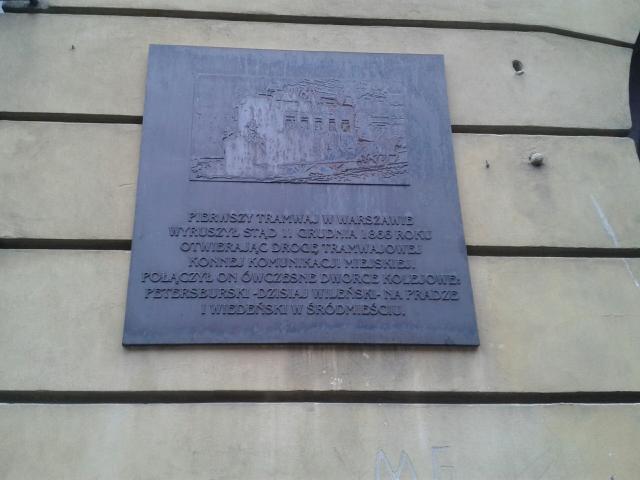 PIERWSZY TRAMWAJ W WARSZAWIE
WYRUSZYŁ STĄD 11 GRUDNIA 1866 ROKU
OTWIERAJĄC DROGĘ TRAMWAJOWEJ
KONNEJ KOMUNIKACJI MIEJSKIEJ.
POŁĄCZYŁ ON ÓWCZESNE DWORCE KOLEJOWE:
PETERSBURSKI -DZISIAJ WILEŃSKI- NA PRADZE
I WIEDEŃSKI W ŚRÓDMIEŚCIU.
ME